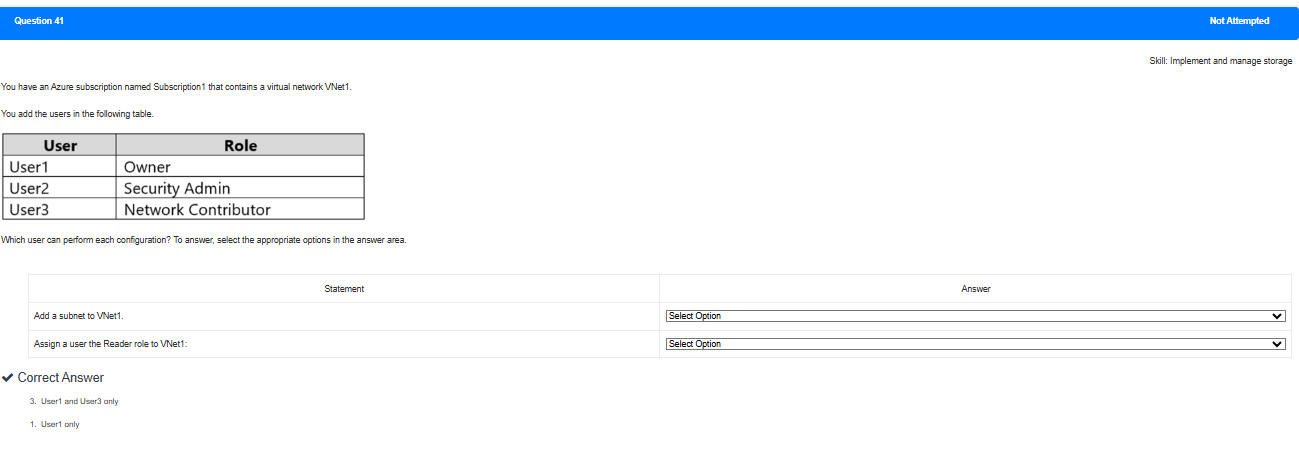 Question 41 Not Attempted
Skill: Implement and manage storage
You have an Azure subscription named Subscription1 that contains a virtual network VNet1.
You add the users in the following table.
User Role
User1 Owner
User2 Security Admin
User3 Network Contributor
Which user can perform each configuration? To answer, select the appropriate options in the answer area.
Statement Answer
Add a subnet to VNet1. Select Option
Assign a user the Reader role to VNet1: Select Option
Correct Answer
3. User1 and User3 only
1. User1 only